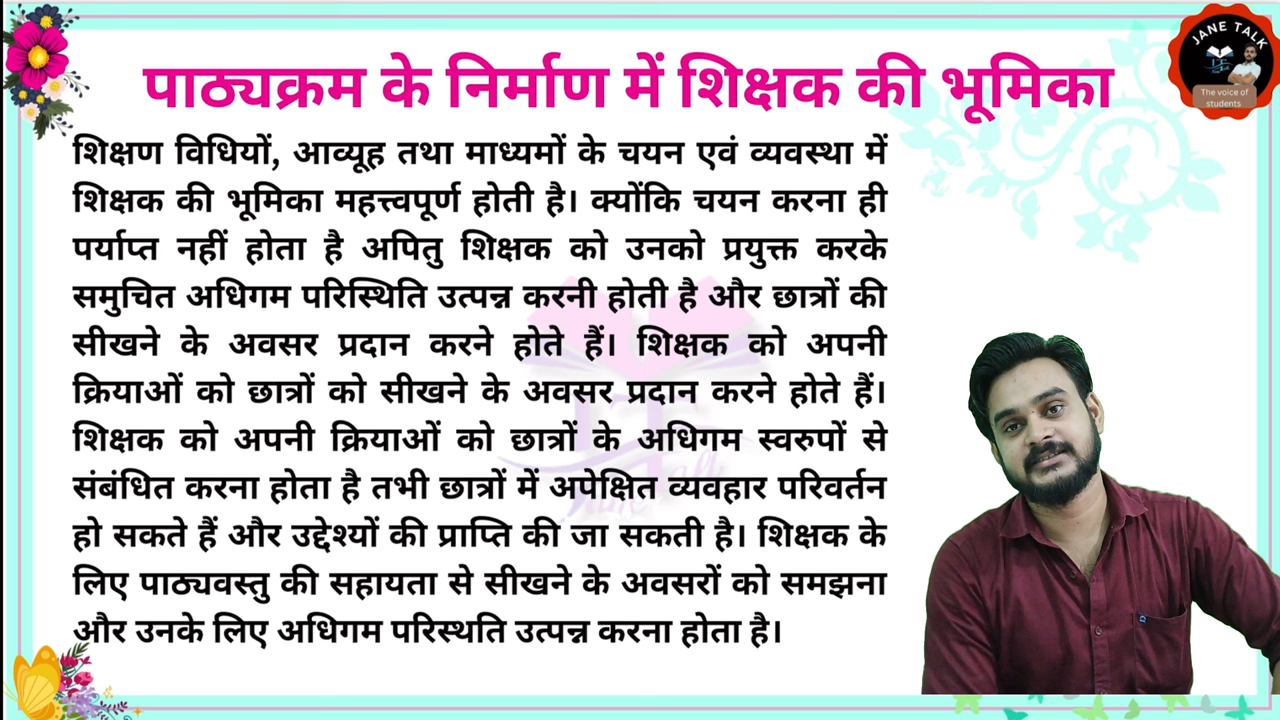 पाठ्यक्रम के निर्माण में शिक्षक की भूमिका
JANE TALK
The voice of
students
शिक्षण विधियों, आव्यूह तथा माध्यमों के चयन एवं व्यवस्था में
शिक्षक की भूमिका महत्त्वपूर्ण होती है। क्योंकि चयन करना ही
पर्याप्त नहीं होता है अपितु शिक्षक को उनको प्रयुक्त करके
समुचित अधिगम परिस्थिति उत्पन्न करनी होती है और छात्रों की
सीखने के अवसर प्रदान करने होते हैं। शिक्षक को अपनी
क्रियाओं को छात्रों को सीखने के अवसर प्रदान करने होते हैं।
शिक्षक को अपनी क्रियाओं को छात्रों के अधिगम स्वरुपों से
संबंधित करना होता है तभी छात्रों में अपेक्षित व्यवहार परिवर्तन
हो सकते हैं और उद्देश्यों की प्राप्ति की जा सकती है। शिक्षक के
लिए पाठ्यवस्तु की सहायता से सीखने के अवसरों को समझना
और उनके लिए अधिगम परिस्थति उत्पन्न करना होता है।